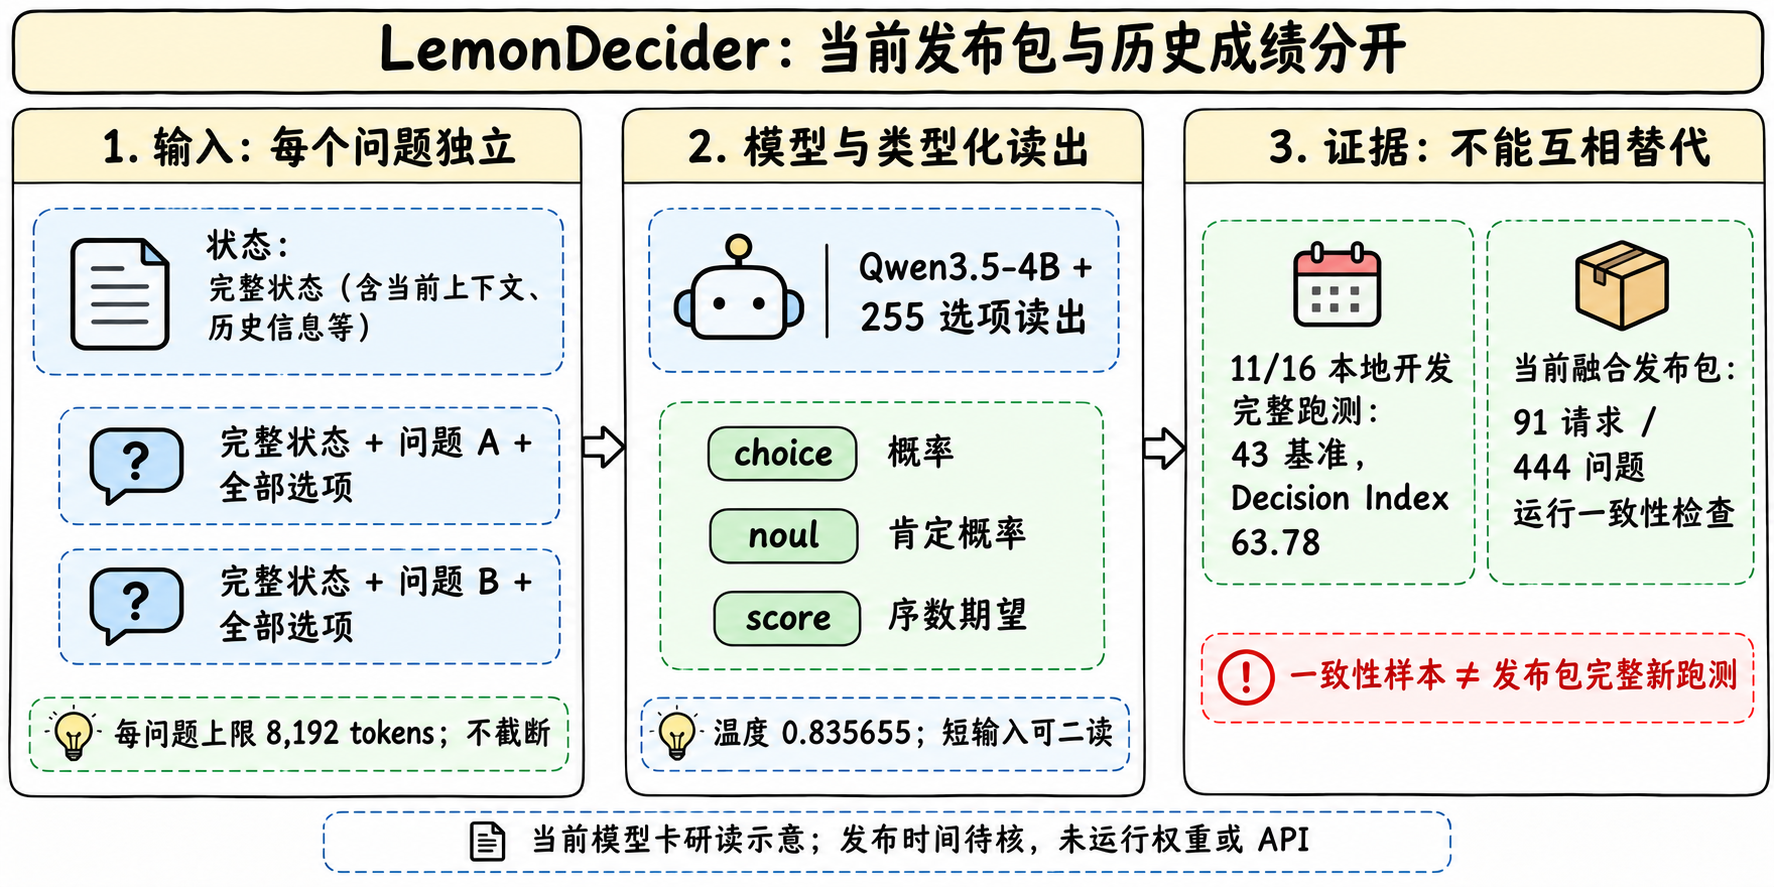 LemonDecider：当前发布包与历史成绩分开
1. 输入：每个问题独立
状态：
完整状态（含当前上下文、
历史信息等）
?
完整状态 + 问题 A +
全部选项
?
完整状态 + 问题 B +
全部选项
每问题上限 8,192 tokens；不截断
2. 模型与类型化读出
Qwen3.5-4B +
255 选项读出
choice 概率
noul 肯定概率
score 序数期望
温度 0.835655；短输入可二读
3. 证据：不能互相替代
11/16 本地开发
完整跑测：
43 基准，
Decision Index
63.78
当前融合发布包：
91 请求 /
444 问题
运行一致性检查
! 一致性样本 ≠ 发布包完整新跑测
当前模型卡研读示意；发布时间待核，未运行权重或 API